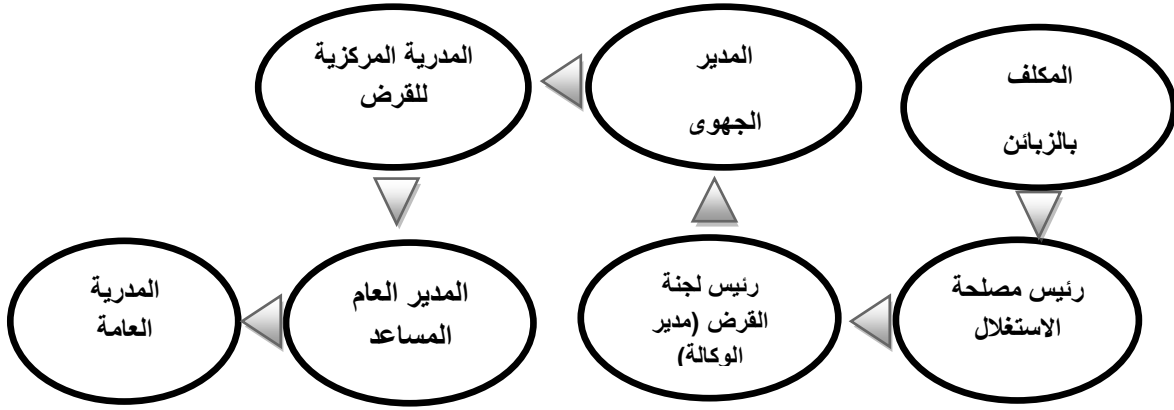 المكلف
بالزبائن
رئيس مصلحة
الاستغلال
رئيس لجنة
القرض (مدير
الوكالة)
المدير
الجهوى
المدرية المركزية
للقرض
المدير العام
المساعد
المدرية
العامة